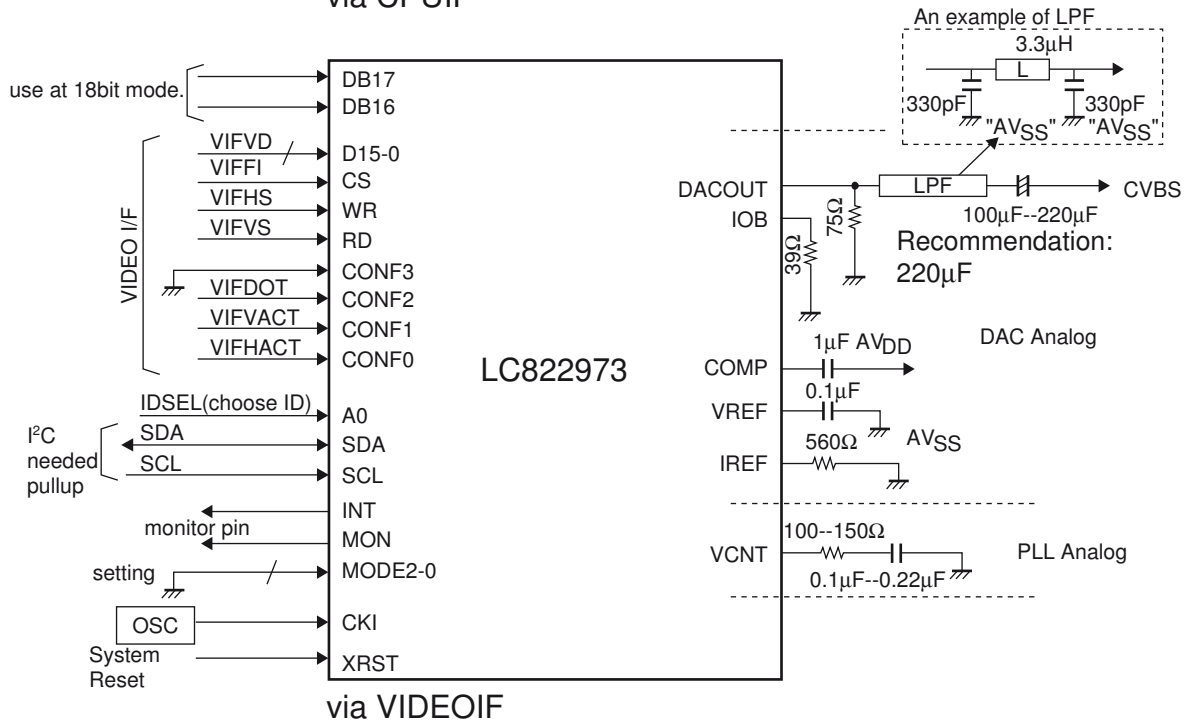 An example of LPF
3.3μH
L
330pF
330pF
"AVSS"
"AVSS"
use at 18bit mode.
DB17
DB16
VIDEO I/F
VIFVD
D15-0
VIFFI
CS
VIFHS
WR
VIFVS
RD
CONF3
VIFDOT
CONF2
VIFVACT
CONF1
VIFHACT
CONF0
IDSEL(choose ID)
A0
I²C
needed
pullup
SDA
SDA
SCL
SCL
INT
monitor pin
MON
setting
MODE2-0
OSC
CKI
System
Reset
XRST
LC822973
DACOUT
LPF
CVBS
IOB
39Ω
75Ω
100μF--220μF
Recommendation:
220μF
DAC Analog
COMP
1μF
AVDD
VREF
0.1μF
AVSS
IREF
560Ω
VCNT
100--150Ω
0.1μF--0.22μF
PLL Analog
via VIDEOIF